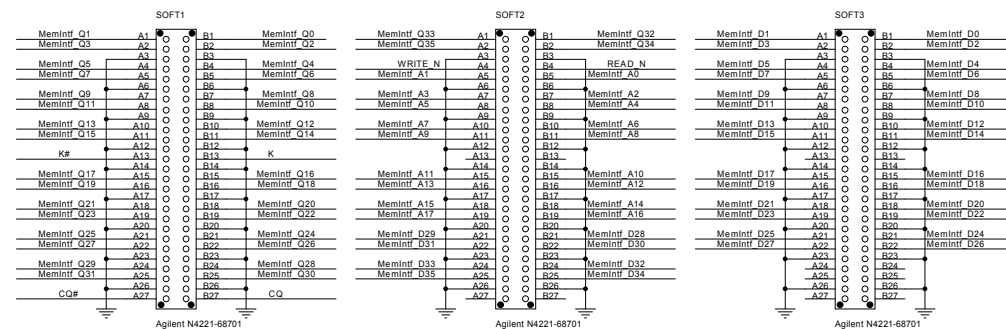 SOFT1
MemIntf_Q1 A1 B1 MemIntf_Q0
MemIntf_Q3 A2 B2 MemIntf_Q2
A3 B3
MemIntf_Q5 A4 B4 MemIntf_Q4
MemIntf_Q7 A5 B5 MemIntf_Q6
A6 B6
MemIntf_Q9 A7 B7 MemIntf_Q8
MemIntf_Q11 A8 B8 MemIntf_Q10
A9 B9
MemIntf_Q13 A10 B10 MemIntf_Q12
MemIntf_Q15 A11 B11 MemIntf_Q14
A12 B12
K# A13 B13 K
A14 B14
MemIntf_Q17 A15 B15 MemIntf_Q16
MemIntf_Q19 A16 B16 MemIntf_Q18
A17 B17
MemIntf_Q21 A18 B18 MemIntf_Q20
MemIntf_Q23 A19 B19 MemIntf_Q22
A20 B20
MemIntf_Q25 A21 B21 MemIntf_Q24
MemIntf_Q27 A22 B22 MemIntf_Q26
A23 B23
MemIntf_Q29 A24 B24 MemIntf_Q28
MemIntf_Q31 A25 B25 MemIntf_Q30
A26 B26
CQ# A27 B27 CQ
Agilent N4221-68701
SOFT2
MemIntf_Q33 A1 B1 MemIntf_Q32
MemIntf_Q35 A2 B2 MemIntf_Q34
A3 B3
WRITE_N A4 B4 READ_N
MemIntf_A1 A5 B5 MemIntf_A0
A6 B6
MemIntf_A3 A7 B7 MemIntf_A2
MemIntf_A5 A8 B8 MemIntf_A4
A9 B9
MemIntf_A7 A10 B10 MemIntf_A6
MemIntf_A9 A11 B11 MemIntf_A8
A12 B12
A13 B13
A14 B14
MemIntf_A11 A15 B15 MemIntf_A10
MemIntf_A13 A16 B16 MemIntf_A12
A17 B17
MemIntf_A15 A18 B18 MemIntf_A14
MemIntf_A17 A19 B19 MemIntf_A16
A20 B20
MemIntf_D29 A21 B21 MemIntf_D28
MemIntf_D31 A22 B22 MemIntf_D30
A23 B23
MemIntf_D33 A24 B24 MemIntf_D32
MemIntf_D35 A25 B25 MemIntf_D34
A26 B26
A27 B27
Agilent N4221-68701
SOFT3
MemIntf_D1 A1 B1 MemIntf_D0
MemIntf_D3 A2 B2 MemIntf_D2
A3 B3
MemIntf_D5 A4 B4 MemIntf_D4
MemIntf_D7 A5 B5 MemIntf_D6
A6 B6
MemIntf_D9 A7 B7 MemIntf_D8
MemIntf_D11 A8 B8 MemIntf_D10
A9 B9
MemIntf_D13 A10 B10 MemIntf_D12
MemIntf_D15 A11 B11 MemIntf_D14
A12 B12
A13 B13
A14 B14
MemIntf_D17 A15 B15 MemIntf_D16
MemIntf_D19 A16 B16 MemIntf_D18
A17 B17
MemIntf_D21 A18 B18 MemIntf_D20
MemIntf_D23 A19 B19 MemIntf_D22
A20 B20
MemIntf_D25 A21 B21 MemIntf_D24
MemIntf_D27 A22 B22 MemIntf_D26
A23 B23
A24 B24
A25 B25
A26 B26
A27 B27
Agilent N4221-68701